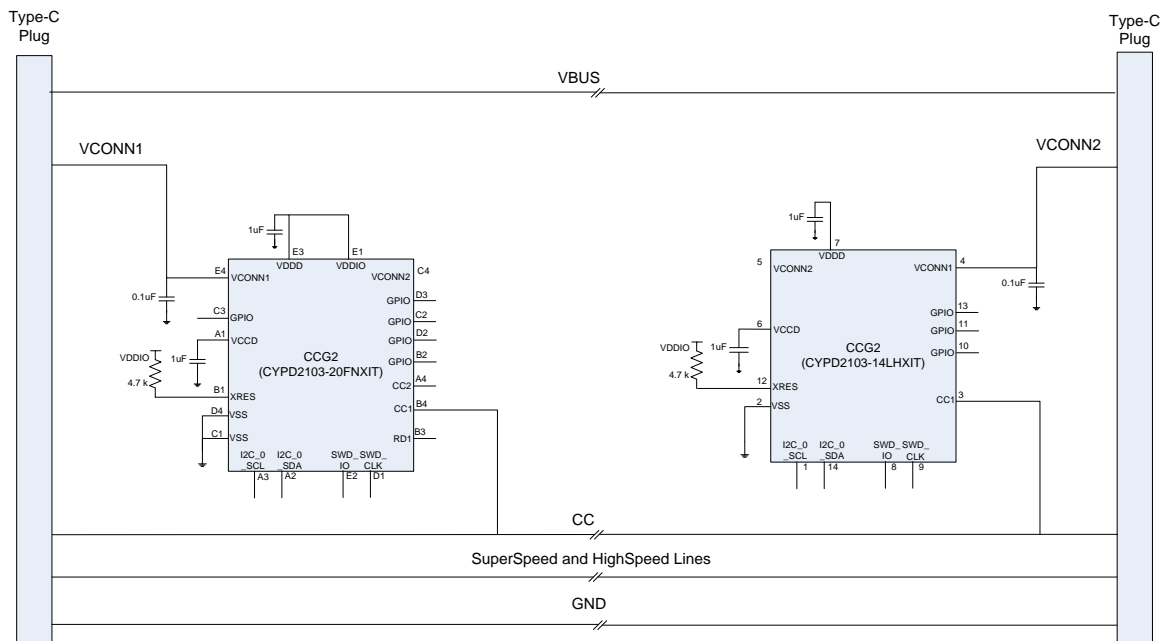 Type-C
Plug
Type-C
Plug
VBUS
VCONN1
VCONN2
1uF
E3
E1
VDDD
VDDIO
E4
VCONN1
VCONN2
C4
0.1uF
GPIO
D3
C3
GPIO
GPIO
C2
A1
VCCD
GPIO
D2
1uF
GPIO
B2
VDDIO
4.7 k
CCG2
(CYPD2103-20FNXIT)
CC2
A4
B1
XRES
CC1
B4
D4
VSS
C1
VSS
RD1
B3
I2C_0
_SCL
I2C_0
_SDA
SWD_
IO
SWD_
CLK
A3
A2
E2
D1
1uF
7
VDDD
5
VCONN2
VCONN1
4
0.1uF
GPIO
13
6
VCCD
GPIO
11
1uF
GPIO
10
VDDIO
4.7 k
CCG2
(CYPD2103-14LHXIT)
12
XRES
2
VSS
CC1
3
I2C_0
_SCL
I2C_0
_SDA
SWD_
IO
SWD_
CLK
1
14
8
9
CC
SuperSpeed and HighSpeed Lines
GND